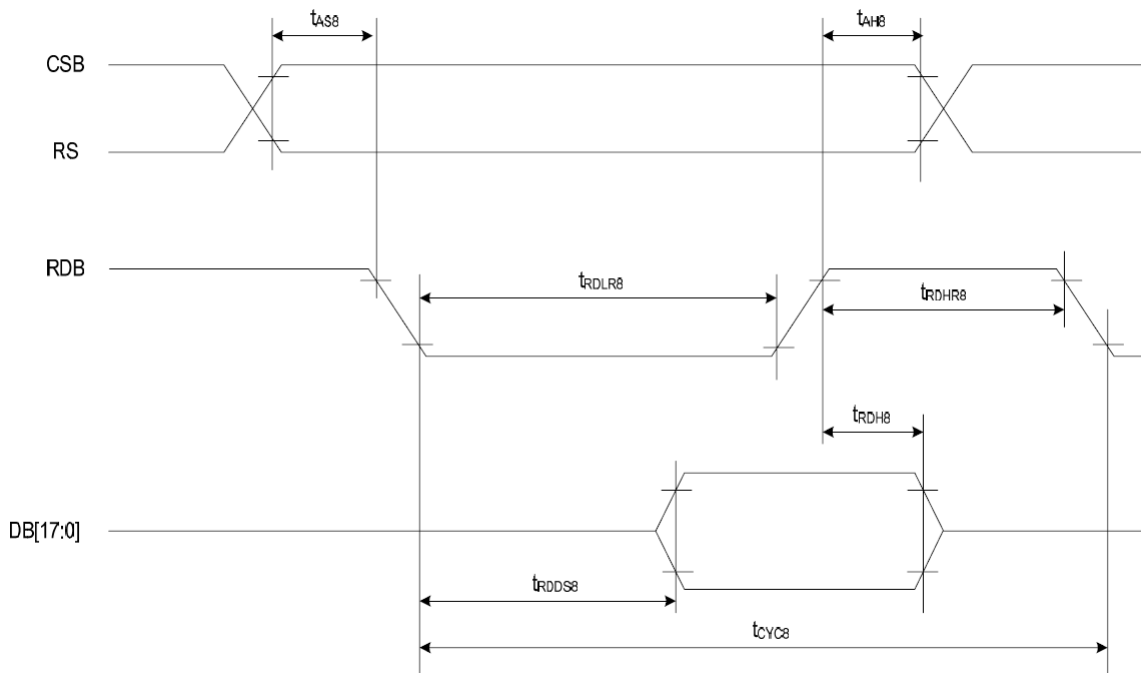 tAS8
tAH8
CSB
RS
RDB
tRDLR8
tRDHR8
tRDH8
DB[17:0]
tRDDS8
tCYC8